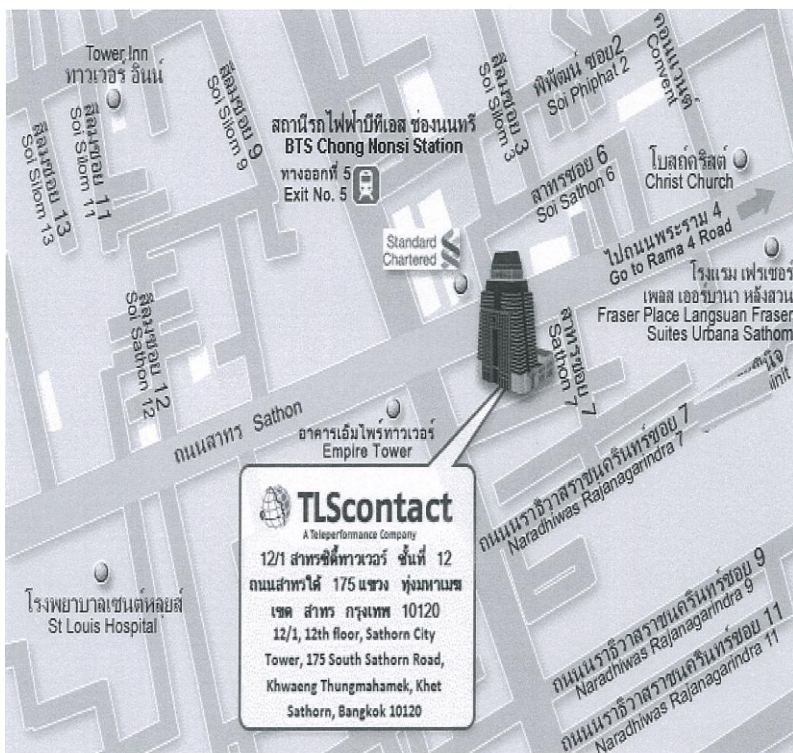 Tower Inn
ทาวเวอร์ อินน์
สีลมซอย 9
Soi Silom 9
สีลมซอย 11
Soi Silom 11
สีลมซอย 13
Soi Silom 13
สถานีรถไฟฟ้าบีทีเอส ช่องนนทรี
BTS Chong Nonsi Station
ทางออกที่ 5
Exit No. 5
สีลมซอย 3
Soi Silom 3
พิพัฒน์ ซอย2
Soi Phiphat 2
คอนแวนต์
Convent
สาทรซอย 6
Soi Sathon 6
โบสถ์คริสต์
Christ Church
Standard
Chartered
ไปถนนพระราม 4
Go to Rama 4 Road
โรงแรม เฟรเซอร์
เพลส เออร์บานา หลังสวน
Fraser Place Langsuan Fraser
Suites Urbana Sathorn
สีลมซอย 12
Soi Sathon 12
สาทรซอย 7
Sathon 7
ถนนสาทร Sathon
อาคารเอ็มไพร์ทาวเวอร์
Empire Tower
ถนนนราธิวาสราชนครินทร์ซอย 7
Naradhiwas Rajanagarindra 7
TLScontact
A Teleperformance Company
12/1 สาทรซิตี้ทาวเวอร์ ชั้นที่ 12
ถนนสาทรใต้ 175 แขวง ทุ่งมหาเมฆ
เขต สาทร กรุงเทพ 10120
12/1, 12th floor, Sathorn City
Tower, 175 South Sathorn Road,
Khwaeng Thungmahamek, Khet
Sathorn, Bangkok 10120
โรงพยาบาลเซนต์หลุยส์
St Louis Hospital
ถนนนราธิวาสราชนครินทร์ซอย 9
Naradhiwas Rajanagarindra 9
ถนนนราธิวาสราชนครินทร์ซอย 11
Naradhiwas Rajanagarindra 11